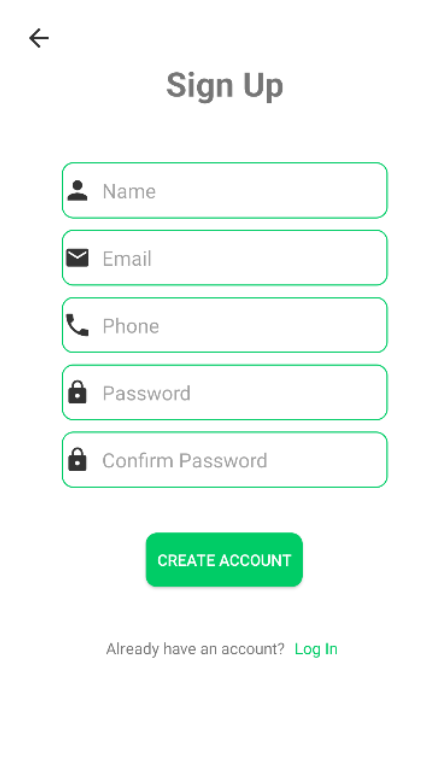 Sign Up
Name
Email
Phone
Password
Confirm Password
CREATE ACCOUNT
Already have an account? Log In